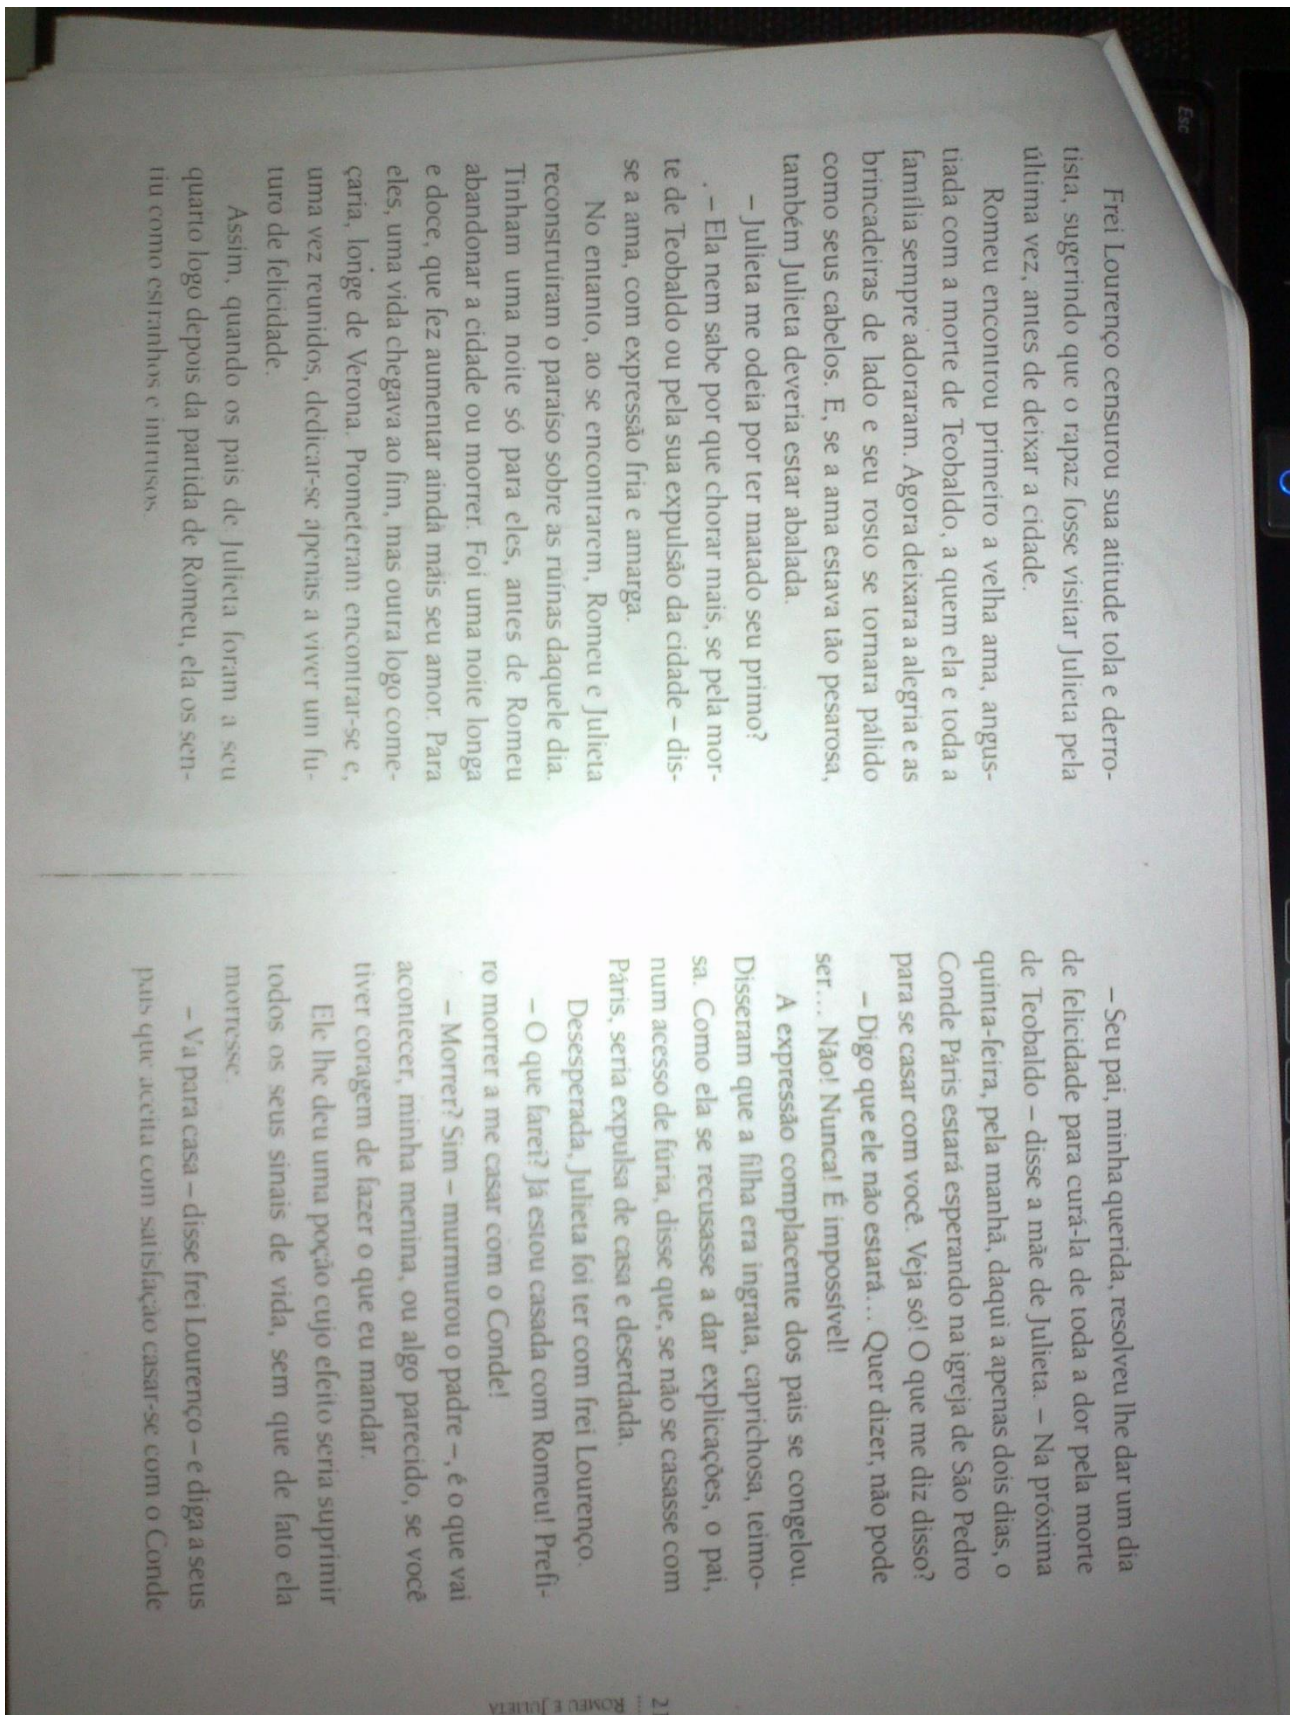 Frei Lourenço censurou sua atitude tola e derro-
tista, sugerindo que o rapaz fosse visitar Julieta pela
última vez, antes de deixar a cidade.
Romeu encontrou primeiro a velha ama, angus-
tiada com a morte de Teobaldo, a quem ela e toda a
família sempre adoraram. Agora deixara a alegria e as
brincadeiras de lado e seu rosto se tornara pálido
como seus cabelos. E, se a ama estava tão pesarosa,
também Julieta deveria estar abalada.
– Julieta me odeia por ter matado seu primo?
– Ela nem sabe por que chorar mais, se pela mor-
te de Teobaldo ou pela sua expulsão da cidade – dis-
se a ama, com expressão fria e amarga.
No entanto, ao se encontrarem, Romeu e Julieta
reconstruíram o paraíso sobre as ruínas daquele dia.
Tinham uma noite só para eles, antes de Romeu
abandonar a cidade ou morrer. Foi uma noite longa
e doce, que fez aumentar ainda mais seu amor. Para
eles, uma vida chegava ao fim, mas outra logo come-
çaria, longe de Verona. Prometeram encontrar-se e,
uma vez reunidos, dedicar-se apenas a viver um fu-
turo de felicidade.
Assim, quando os pais de Julieta foram a seu
quarto logo depois da partida de Romeu, ela os sen-
tiu como estranhos e intrusos.
– Seu pai, minha querida, resolveu lhe dar um dia
de felicidade para curá-la de toda a dor pela morte
de Teobaldo – disse a mãe de Julieta. – Na próxima
quinta-feira, pela manhã, daqui a apenas dois dias, o
Conde Páris estará esperando na igreja de São Pedro
para se casar com você. Veja só! O que me diz disso?
– Digo que ele não estará... Quer dizer, não pode
ser... Não! Nunca! É impossível!
A expressão complacente dos pais se congelou.
Disseram que a filha era ingrata, caprichosa, teimo-
sa. Como ela se recusasse a dar explicações, o pai,
num acesso de fúria, disse que, se não se casasse com
Páris, seria expulsa de casa e deserdada.
Desesperada, Julieta foi ter com frei Lourenço.
– O que farei? Já estou casada com Romeu! Prefi-
ro morrer a me casar com o Conde!
– Morrer? Sim – murmurou o padre –, é o que vai
acontecer, minha menina, ou algo parecido, se você
tiver coragem de fazer o que eu mandar.
Ele lhe deu uma poção cujo efeito seria suprimir
todos os seus sinais de vida, sem que de fato ela
morresse.
– Va para casa – disse frei Lourenço – e diga a seus
pais que aceita com satisfação casar-se com o Conde
21
ROMEU E JULIETA
Esc